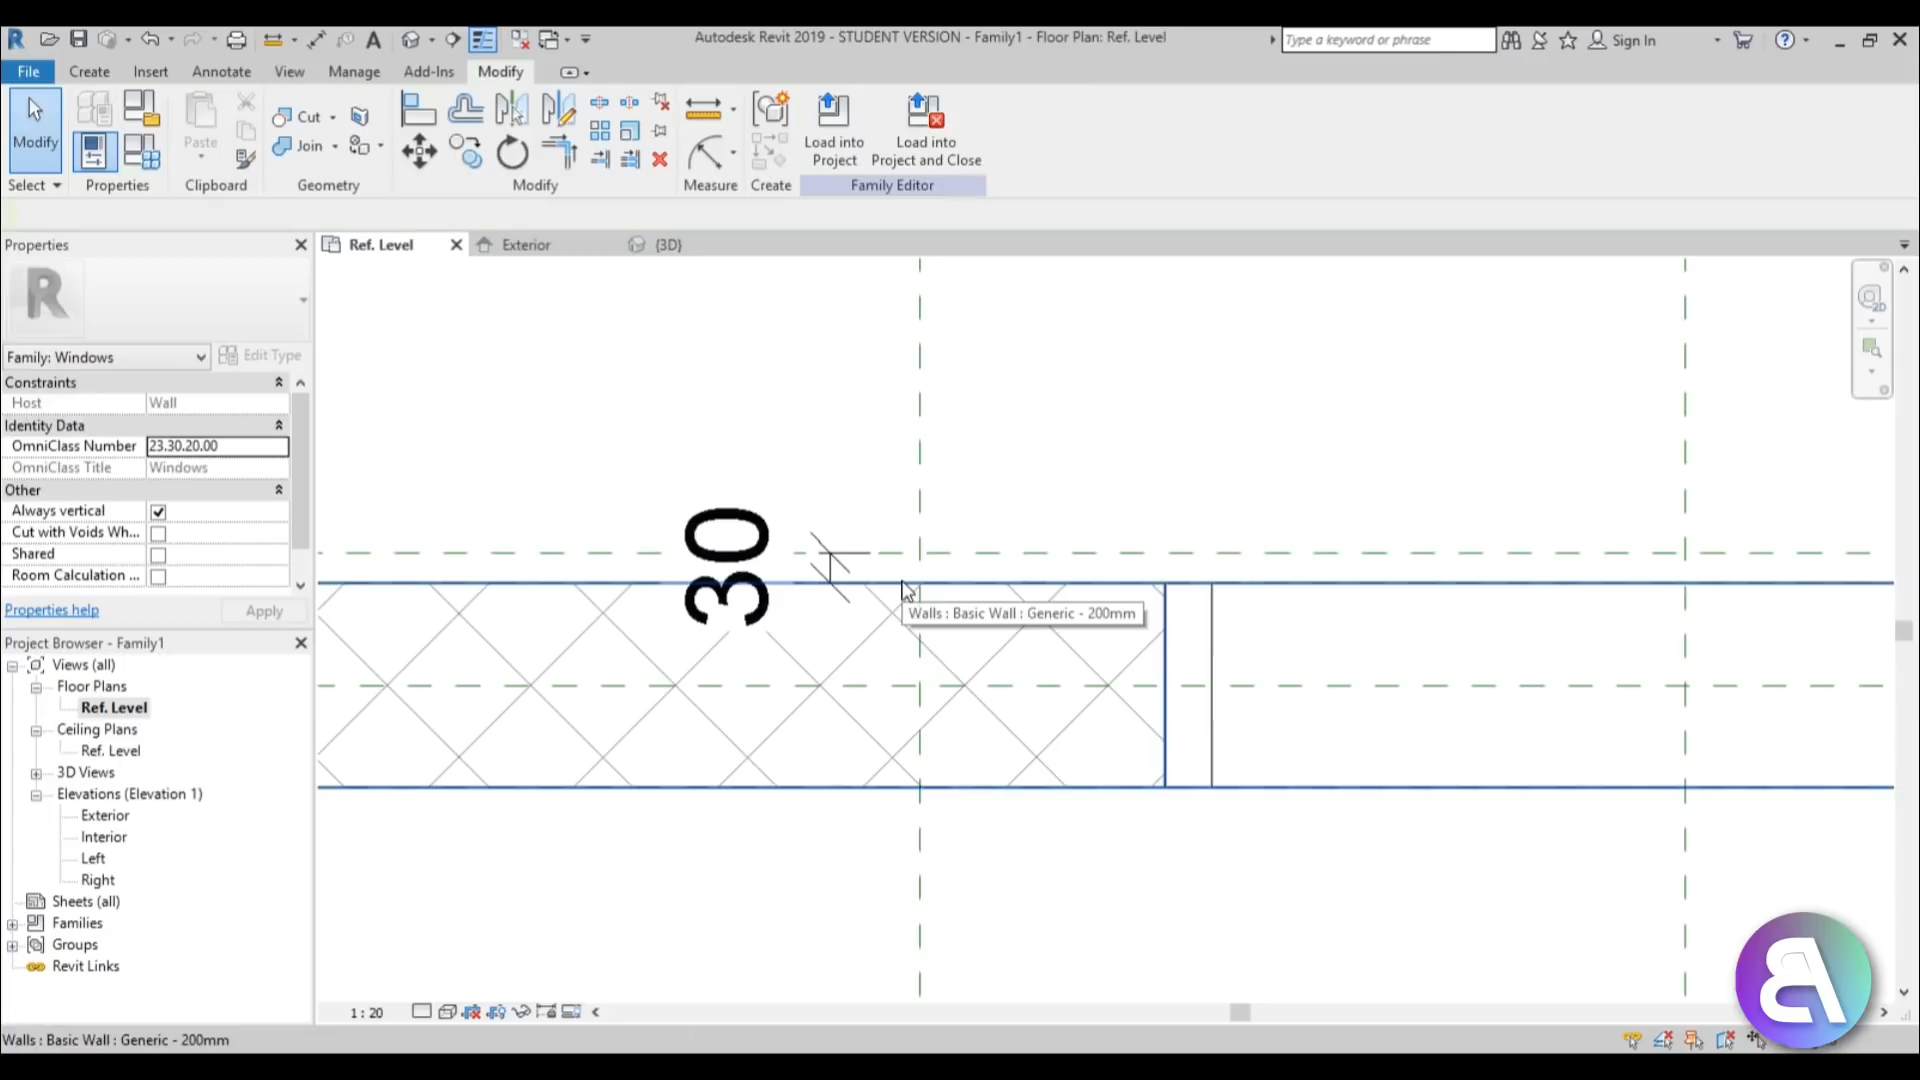 Autodesk Revit 2019 - STUDENT VERSION - Family1 - Floor Plan: Ref. Level
Type a keyword or phrase
Sign In
File Create Insert Annotate View Manage Add-Ins Modify
Modify
Paste
Cut
Join
Load into Project
Load into Project and Close
Select Properties Clipboard Geometry Modify Measure Create Family Editor
Properties
Ref. Level Exterior {3D}
R
Family: Windows Edit Type
Constraints
Host Wall
Identity Data
OmniClass Number 23.30.20.00
OmniClass Title Windows
Other
Always vertical
Cut with Voids Wh...
Shared
Room Calculation ...
Properties help Apply
Project Browser - Family1
Views (all)
Floor Plans
Ref. Level
Ceiling Plans
Ref. Level
3D Views
Elevations (Elevation 1)
Exterior
Interior
Left
Right
Sheets (all)
Families
Groups
Revit Links
30
Walls : Basic Wall : Generic - 200mm
2D
1 : 20
Walls : Basic Wall : Generic - 200mm